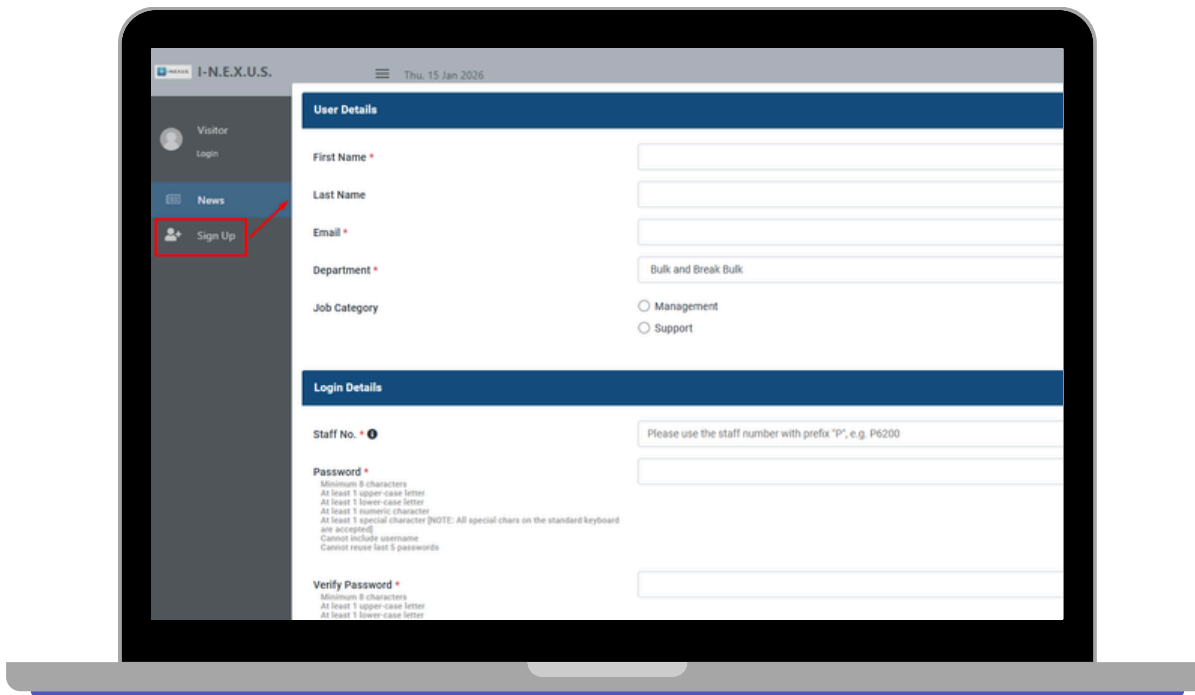 I-NEXUS
I-N.E.X.U.S.
Thu. 15 Jan 2026
Visitor
Login
News
Sign Up
User Details
First Name *
Last Name
Email *
Department *
Bulk and Break Bulk
Job Category
Management
Support
Login Details
Staff No. *
Please use the staff number with prefix "P", e.g. P6200
Password *
Minimum 8 characters
At least 1 upper-case letter
At least 1 lower-case letter
At least 1 numeric character
At least 1 special character [NOTE: All special chars on the standard keyboard
are accepted]
Cannot include username
Cannot reuse last 5 passwords
Verify Password *
Minimum 8 characters
At least 1 upper-case letter
At least 1 lower-case letter